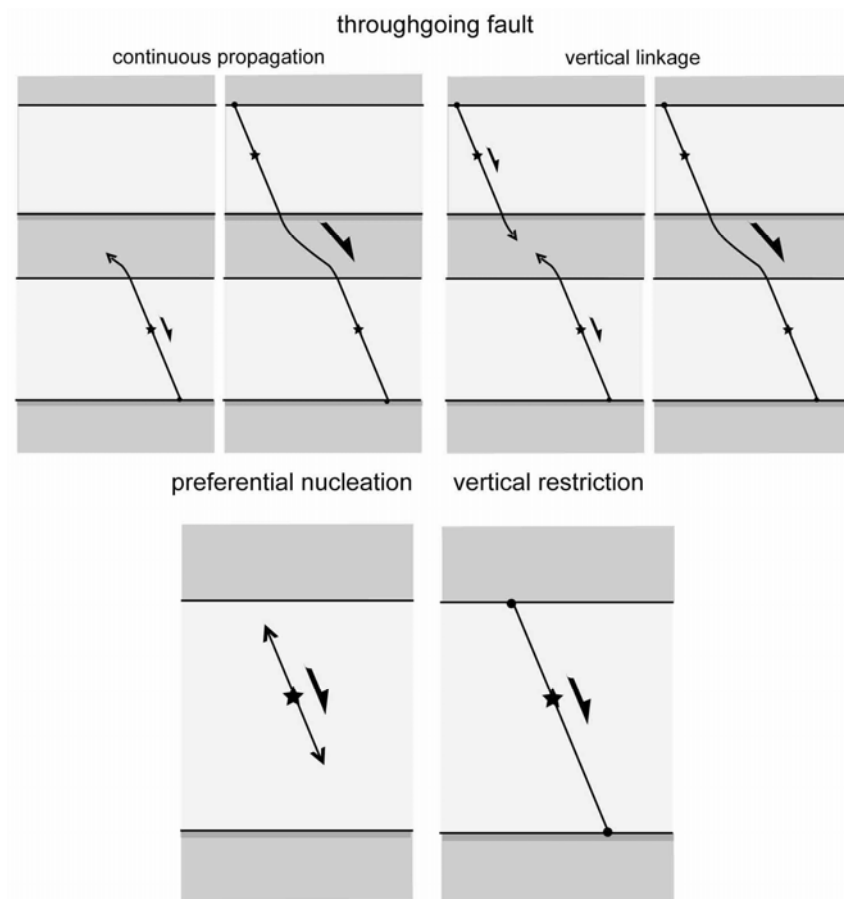 throughgoing fault
continuous propagation
vertical linkage
preferential nucleation
vertical restriction